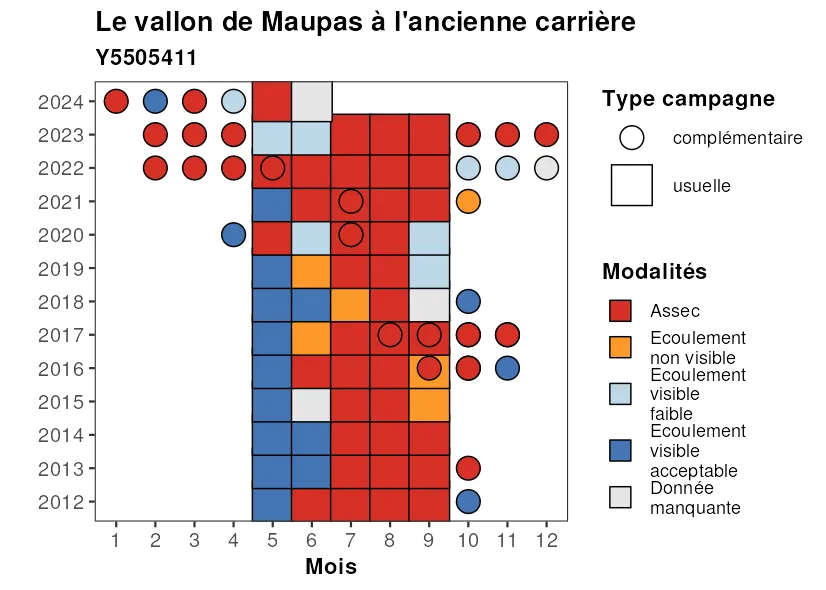 Le vallon de Maupas à l'ancienne carrière
Y5505411
2024
2023
2022
2021
2020
2019
2018
2017
2016
2015
2014
2013
2012
1 2 3 4 5 6 7 8 9 10 11 12
Mois
Type campagne
complémentaire
usuelle
Modalités
Assec
Ecoulement
non visible
Ecoulement
visible
faible
Ecoulement
visible
acceptable
Donnée
manquante